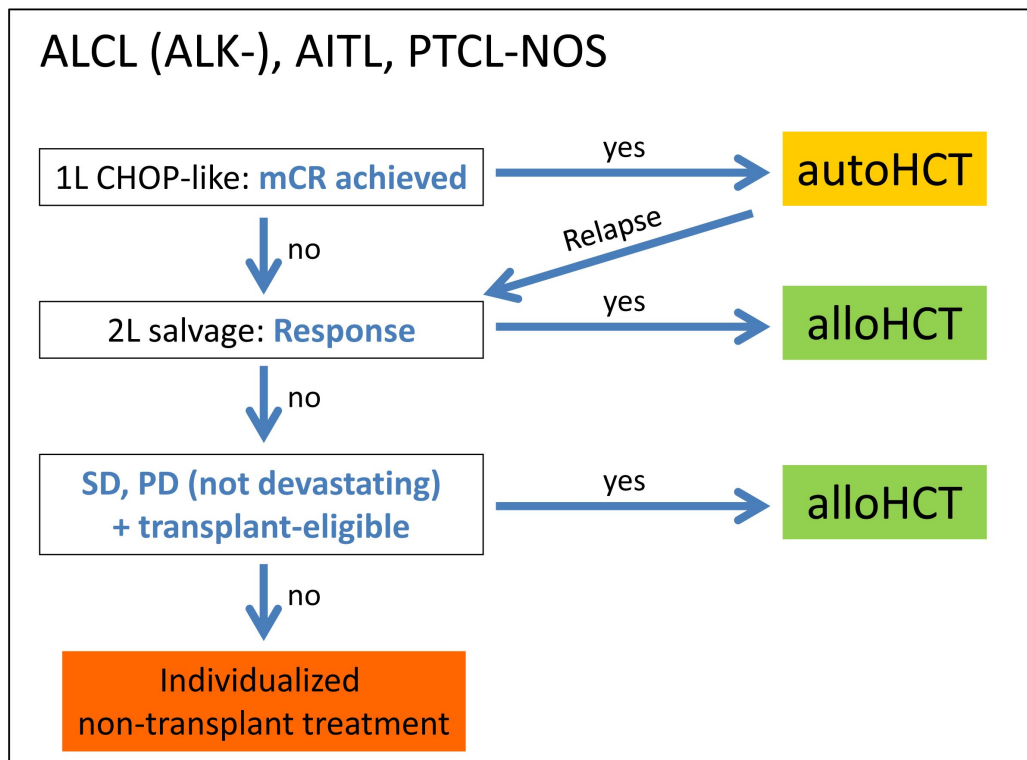 ALCL (ALK-), AITL, PTCL-NOS
1L CHOP-like: mCR achieved
yes
autoHCT
no
Relapse
2L salvage: Response
yes
alloHCT
no
SD, PD (not devastating)
+ transplant-eligible
yes
alloHCT
no
Individualized
non-transplant treatment